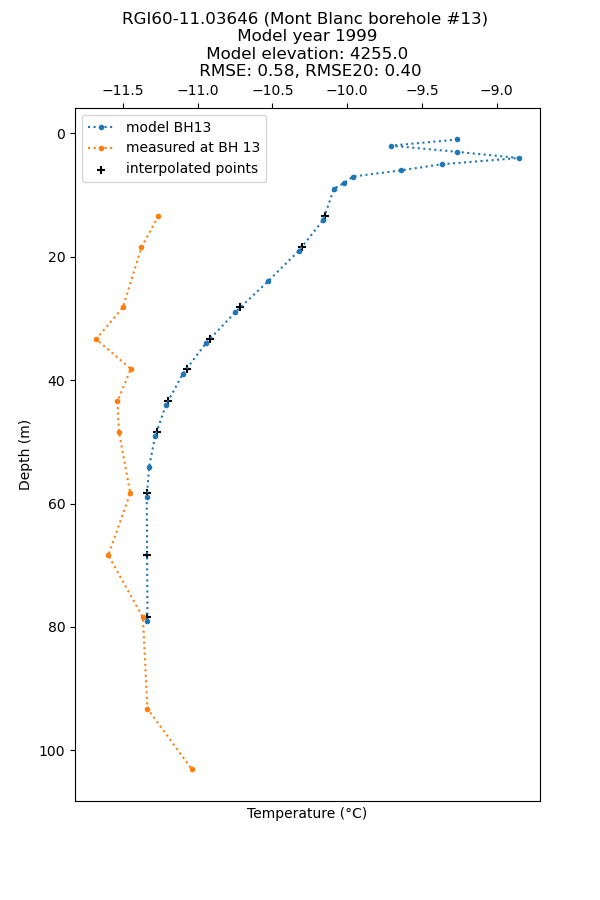 RGI60-11.03646 (Mont Blanc borehole #13)
Model year 1999
Model elevation: 4255.0
RMSE: 0.58, RMSE20: 0.40
−11.5 −11.0 −10.5 −10.0 −9.5 −9.0
model BH13
measured at BH 13
interpolated points
0
20
40
60
80
100
Depth (m)
Temperature (°C)